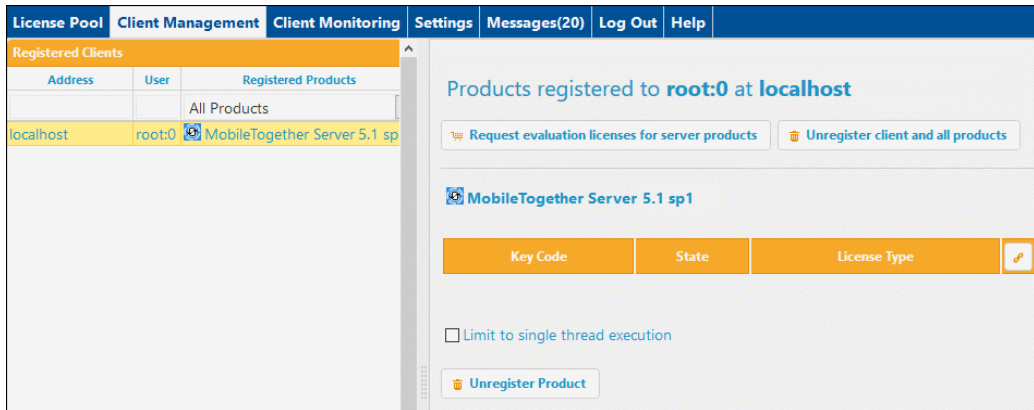 License Pool Client Management Client Monitoring Settings Messages(20) Log Out Help
Registered Clients
Address User Registered Products
All Products
localhost root:0 MobileTogether Server 5.1 sp
Products registered to root:0 at localhost
Request evaluation licenses for server products Unregister client and all products
MobileTogether Server 5.1 sp1
Key Code State License Type
Limit to single thread execution
Unregister Product